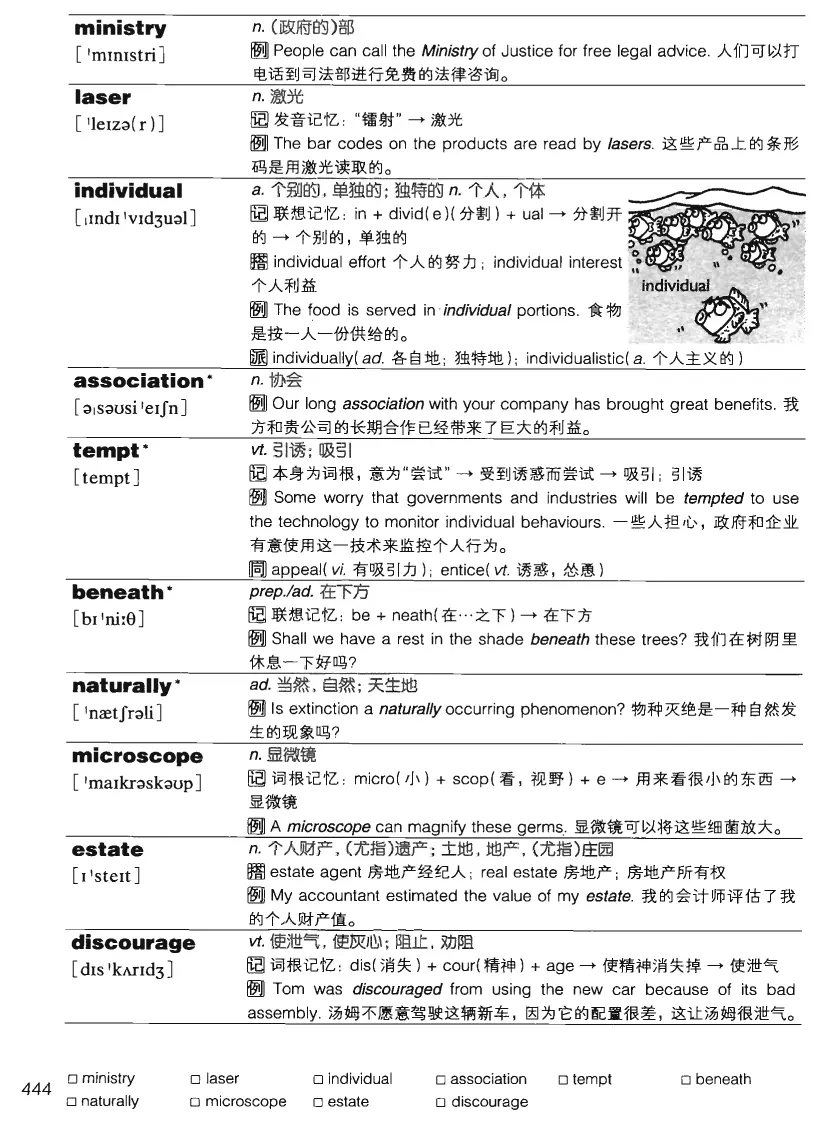 ministry
[ ˈmɪnɪstri ]
n. (政府的)部
例 People can call the Ministry of Justice for free legal advice. 人们可以打
电话到司法部进行免费的法律咨询。
laser
[ ˈleɪzə(r) ]
n. 激光
记 发音记忆: “镭射” → 激光
例 The bar codes on the products are read by lasers. 这些产品上的条形
码是用激光读取的。
individual
[ ˌɪndɪˈvɪdʒuəl ]
a. 个别的, 单独的; 独特的 n. 个人, 个体
记 联想记忆: in + divid(e)(分割) + ual → 分割开
的 → 个别的, 单独的
搭 individual effort 个人的努力; individual interest
个人利益
例 The food is served in individual portions. 食物
是按一人一份供给的。
派 individually(ad. 各自地; 独特地); individualistic(a. 个人主义的)
individual
association*
[ əˌsəʊsiˈeɪʃn ]
n. 协会
例 Our long association with your company has brought great benefits. 我
方和贵公司的长期合作已经带来了巨大的利益。
tempt*
[ tempt ]
vt. 引诱; 吸引
记 本身为词根, 意为“尝试” → 受到诱惑而尝试 → 吸引; 引诱
例 Some worry that governments and industries will be tempted to use
the technology to monitor individual behaviours. 一些人担心, 政府和企业
有意使用这一技术来监控个人行为。
同 appeal(vi. 有吸引力); entice(vt. 诱惑, 怂恿)
beneath*
[ bɪˈniːθ ]
prep./ad. 在下方
记 联想记忆: be + neath(在…之下) → 在下方
例 Shall we have a rest in the shade beneath these trees? 我们在树阴里
休息一下好吗?
naturally*
[ ˈnætʃrəli ]
ad. 当然, 自然; 天生地
例 Is extinction a naturally occurring phenomenon? 物种灭绝是一种自然发
生的现象吗?
microscope
[ ˈmaɪkrəskəʊp ]
n. 显微镜
记 词根记忆: micro(小) + scop(看, 视野) + e → 用来看很小的东西 →
显微镜
例 A microscope can magnify these germs. 显微镜可以将这些细菌放大。
estate
[ ɪˈsteɪt ]
n. 个人财产, (尤指)遗产; 土地, 地产, (尤指)庄园
搭 estate agent 房地产经纪人; real estate 房地产; 房地产所有权
例 My accountant estimated the value of my estate. 我的会计师评估了我
的个人财产值。
discourage
[ dɪsˈkʌrɪdʒ ]
vt. 使泄气, 使灰心; 阻止, 劝阻
记 词根记忆: dis(消失) + cour(精神) + age → 使精神消失掉 → 使泄气
例 Tom was discouraged from using the new car because of its bad
assembly. 汤姆不愿意驾驶这辆新车, 因为它的配置很差, 这让汤姆很泄气。
444
□ ministry □ laser □ individual □ association □ tempt □ beneath
□ naturally □ microscope □ estate □ discourage